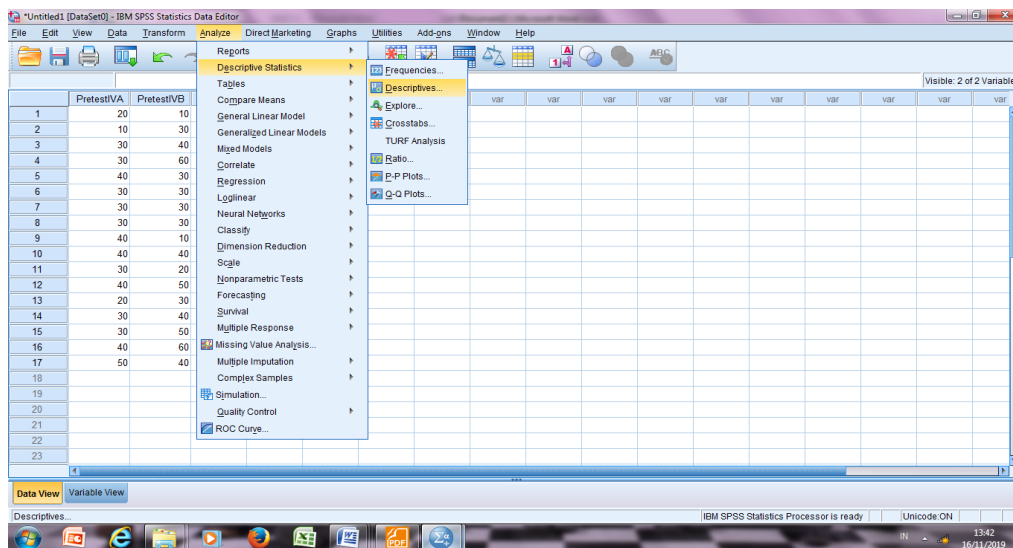 *Untitled1 [DataSet0] - IBM SPSS Statistics Data Editor
File Edit View Data Transform Analyze Direct Marketing Graphs Utilities Add-ons Window Help
Visible: 2 of 2 Variable
Reports
Descriptive Statistics
Tables
Compare Means
General Linear Model
Generalized Linear Models
Mixed Models
Correlate
Regression
Loglinear
Neural Networks
Classify
Dimension Reduction
Scale
Nonparametric Tests
Forecasting
Survival
Multiple Response
Missing Value Analysis...
Multiple Imputation
Complex Samples
Simulation...
Quality Control
ROC Curve...
Frequencies...
Descriptives...
Explore...
Crosstabs...
TURF Analysis
Ratio...
P-P Plots...
Q-Q Plots...
PretestIVA PretestIVB var var var var var var var var var
1 20 10
2 10 30
3 30 40
4 30 60
5 40 30
6 30 30
7 30 30
8 30 30
9 40 10
10 40 40
11 30 20
12 40 50
13 20 30
14 30 40
15 30 50
16 40 60
17 50 40
18
19
20
21
22
23
Data View Variable View
Descriptives... IBM SPSS Statistics Processor is ready Unicode:ON
IN 13:42
16/11/2019